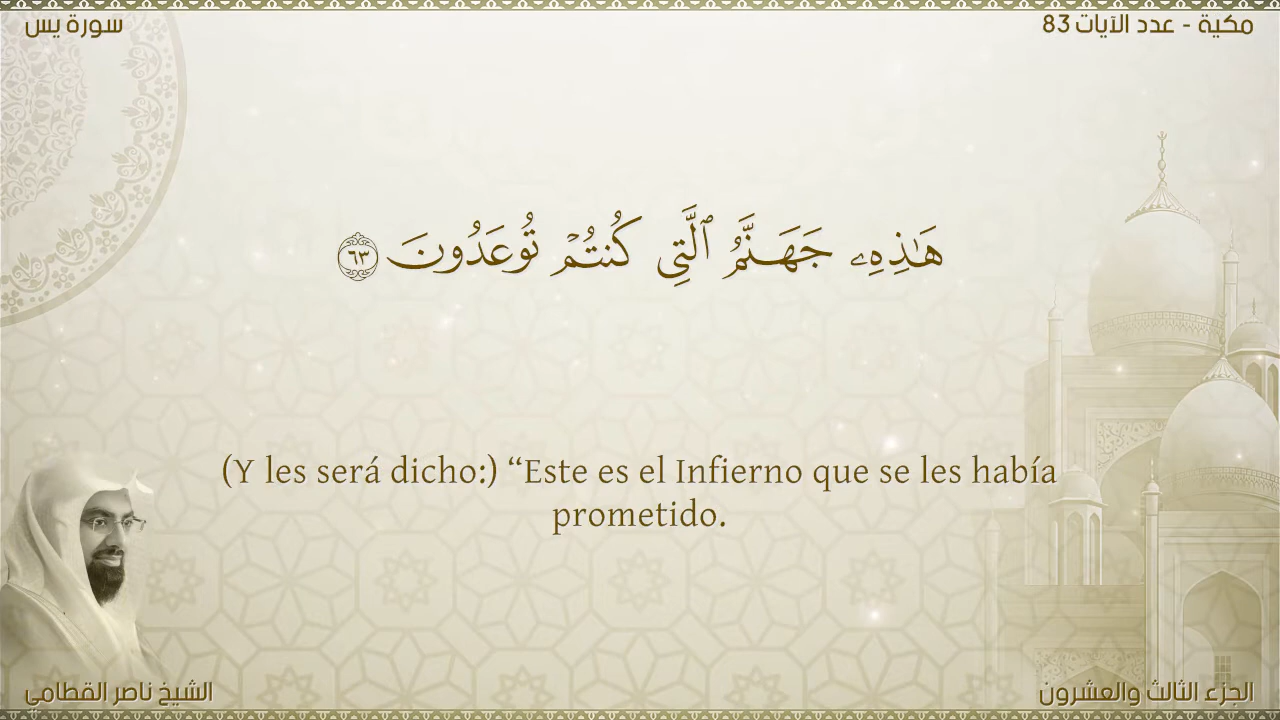 سورة يس
مكية - عدد الآيات 83
هَٰذِهِۦ جَهَنَّمُ ٱلَّتِى كُنتُمْ تُوعَدُونَ ٦٣
(Y les será dicho:) “Este es el Infierno que se les había
prometido.
الشيخ ناصر القطامي
الجزء الثالث والعشرون